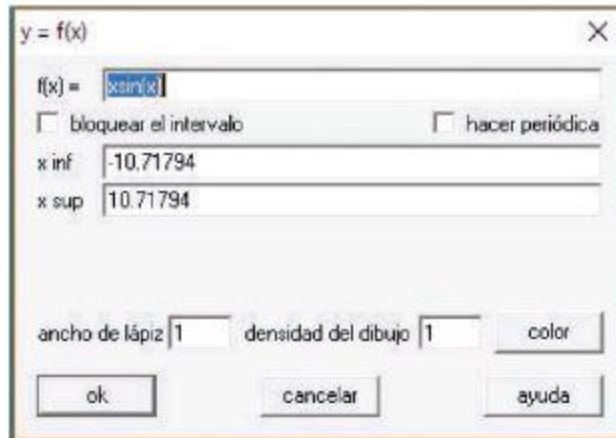 y = f(x)
f(x) = xsin(x)
bloquear el intervalo hacer periódica
x inf -10.71794
x sup 10.71794
ancho de lápiz 1 densidad del dibujo 1 color
ok cancelar ayuda